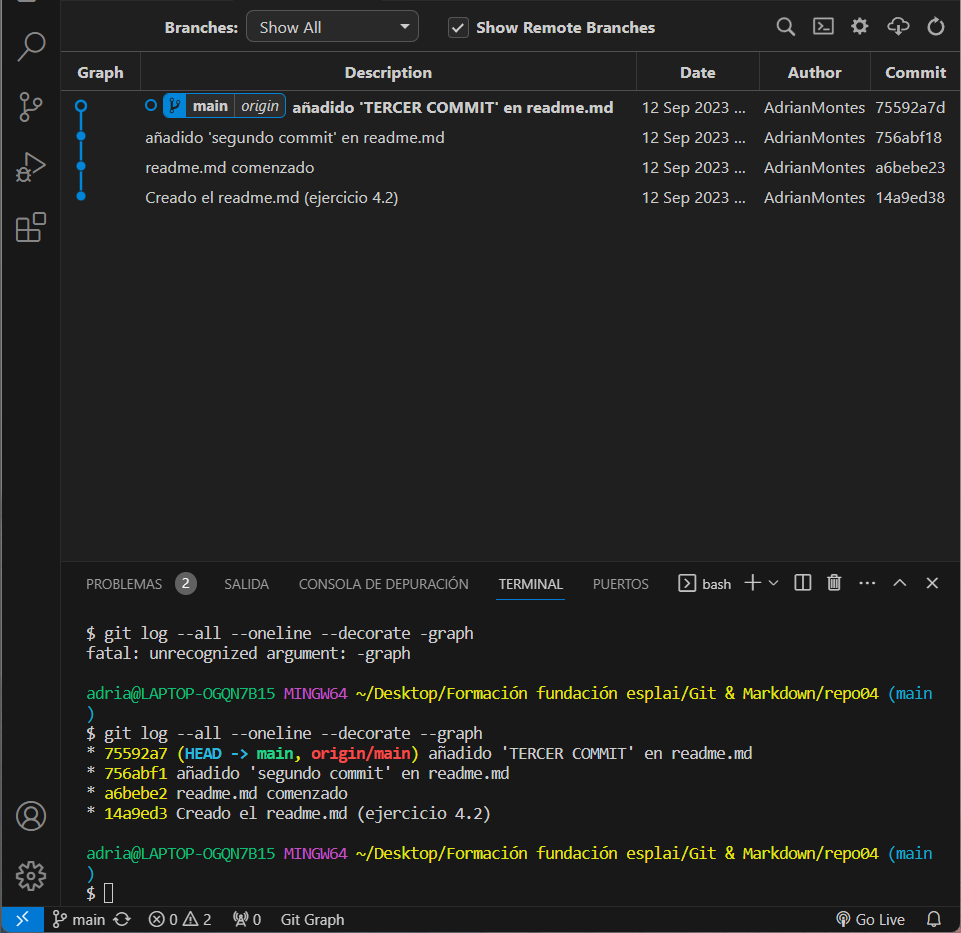 Branches: Show All Show Remote Branches
Graph Description Date Author Commit
main origin añadido 'TERCER COMMIT' en readme.md 12 Sep 2023 ... AdrianMontes 75592a7d
añadido 'segundo commit' en readme.md 12 Sep 2023 ... AdrianMontes 756abf18
readme.md comenzado 12 Sep 2023 ... AdrianMontes a6bebe23
Creado el readme.md (ejercicio 4.2) 12 Sep 2023 ... AdrianMontes 14a9ed38
PROBLEMAS 2 SALIDA CONSOLA DE DEPURACIÓN TERMINAL PUERTOS bash
$ git log --all --oneline --decorate -graph
fatal: unrecognized argument: -graph
adria@LAPTOP-OGQN7B15 MINGW64 ~/Desktop/Formación fundación esplai/Git & Markdown/repo04 (main
)
$ git log --all --oneline --decorate --graph
* 75592a7 (HEAD -> main, origin/main) añadido 'TERCER COMMIT' en readme.md
* 756abf1 añadido 'segundo commit' en readme.md
* a6bebe2 readme.md comenzado
* 14a9ed3 Creado el readme.md (ejercicio 4.2)
adria@LAPTOP-OGQN7B15 MINGW64 ~/Desktop/Formación fundación esplai/Git & Markdown/repo04 (main
)
$
main 0 2 0 Git Graph Go Live